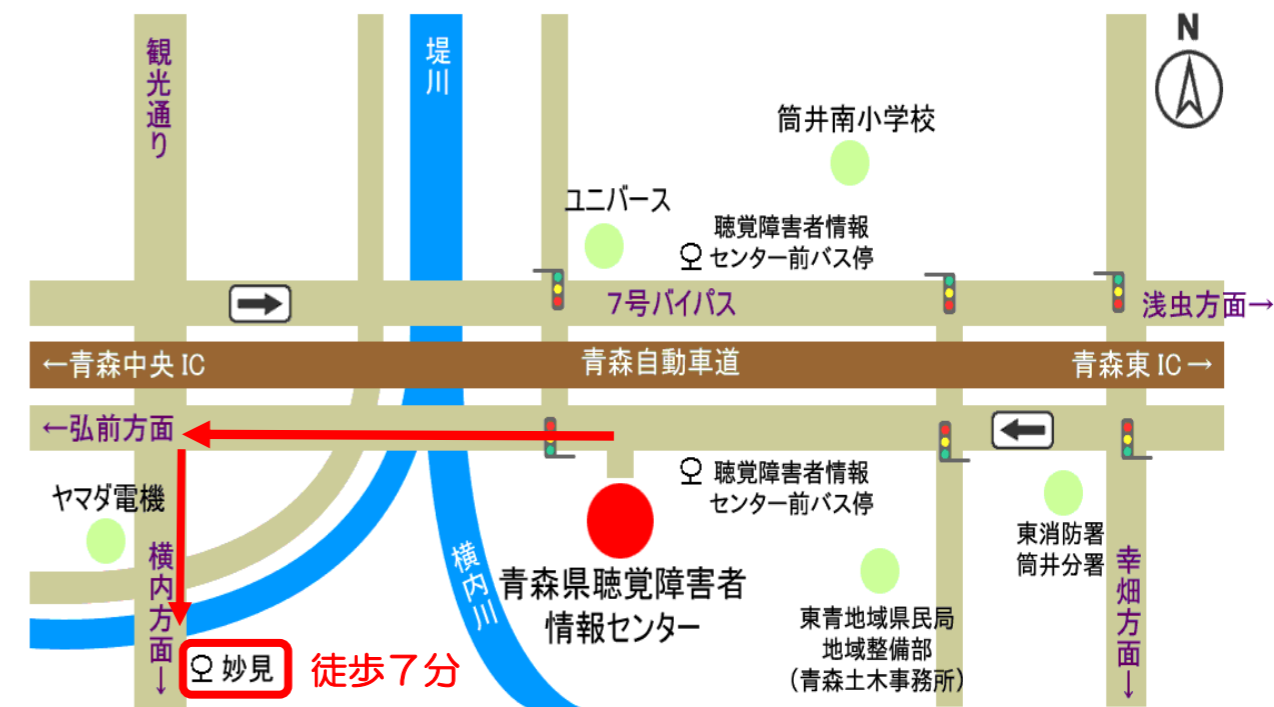 観光通り
堤川
N
筒井南小学校
ユニバース
聴覚障害者情報
センター前バス停
7号バイパス
浅虫方面→
←青森中央IC
青森自動車道
青森東IC→
←弘前方面
ヤマダ電機
聴覚障害者情報
センター前バス停
東消防署
筒井分署
横内方面→
横内川
青森県聴覚障害者
情報センター
幸畑方面→
東青地域県民局
地域整備部
(青森土木事務所)
妙見
徒歩7分